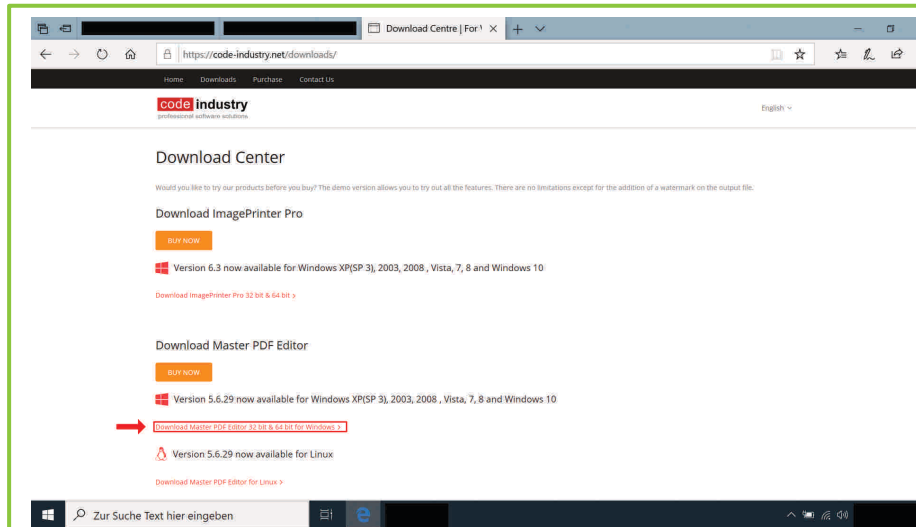 Download Centre | For
https://code-industry.net/downloads/
Home Downloads Purchase Contact Us
code industry
professional software solutions
English
Download Center
Would you like to try our products before you buy? The demo version allows you to try out all the features. There are no limitations except for the addition of a watermark on the output file.
Download ImagePrinter Pro
BUY NOW
Version 6.3 now available for Windows XP(SP 3), 2003, 2008 , Vista, 7, 8 and Windows 10
Download ImagePrinter Pro 32 bit & 64 bit >
Download Master PDF Editor
BUY NOW
Version 5.6.29 now available for Windows XP(SP 3), 2003, 2008 , Vista, 7, 8 and Windows 10
Download Master PDF Editor 32 bit & 64 bit for Windows >
Version 5.6.29 now available for Linux
Download Master PDF Editor for Linux >
Zur Suche Text hier eingeben